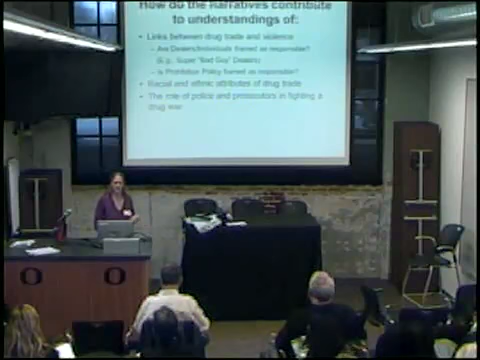 How do the Narratives contribute
to understandings of:
• Links between drug trade and violence
– Are Dealers/Individuals framed as responsible?
(E.g., Super "Bad Guy" Dealers)
– Is Prohibition Policy framed as responsible?
• Racial and ethnic attributes of drug trade
• The role of police and prosecutors in fighting a
drug war
O O